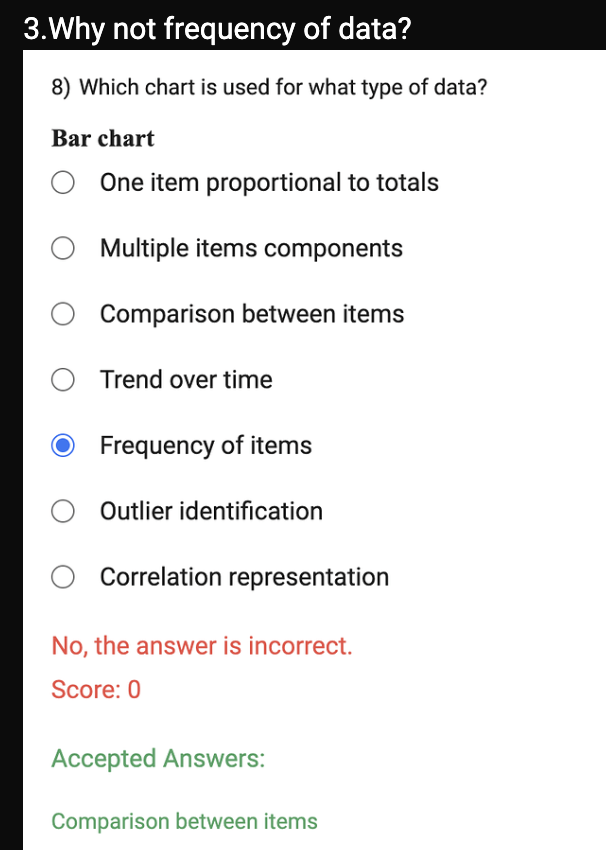 3.Why not frequency of data?
8) Which chart is used for what type of data?
Bar chart
One item proportional to totals
Multiple items components
Comparison between items
Trend over time
Frequency of items
Outlier identification
Correlation representation
No, the answer is incorrect.
Score: 0
Accepted Answers:
Comparison between items